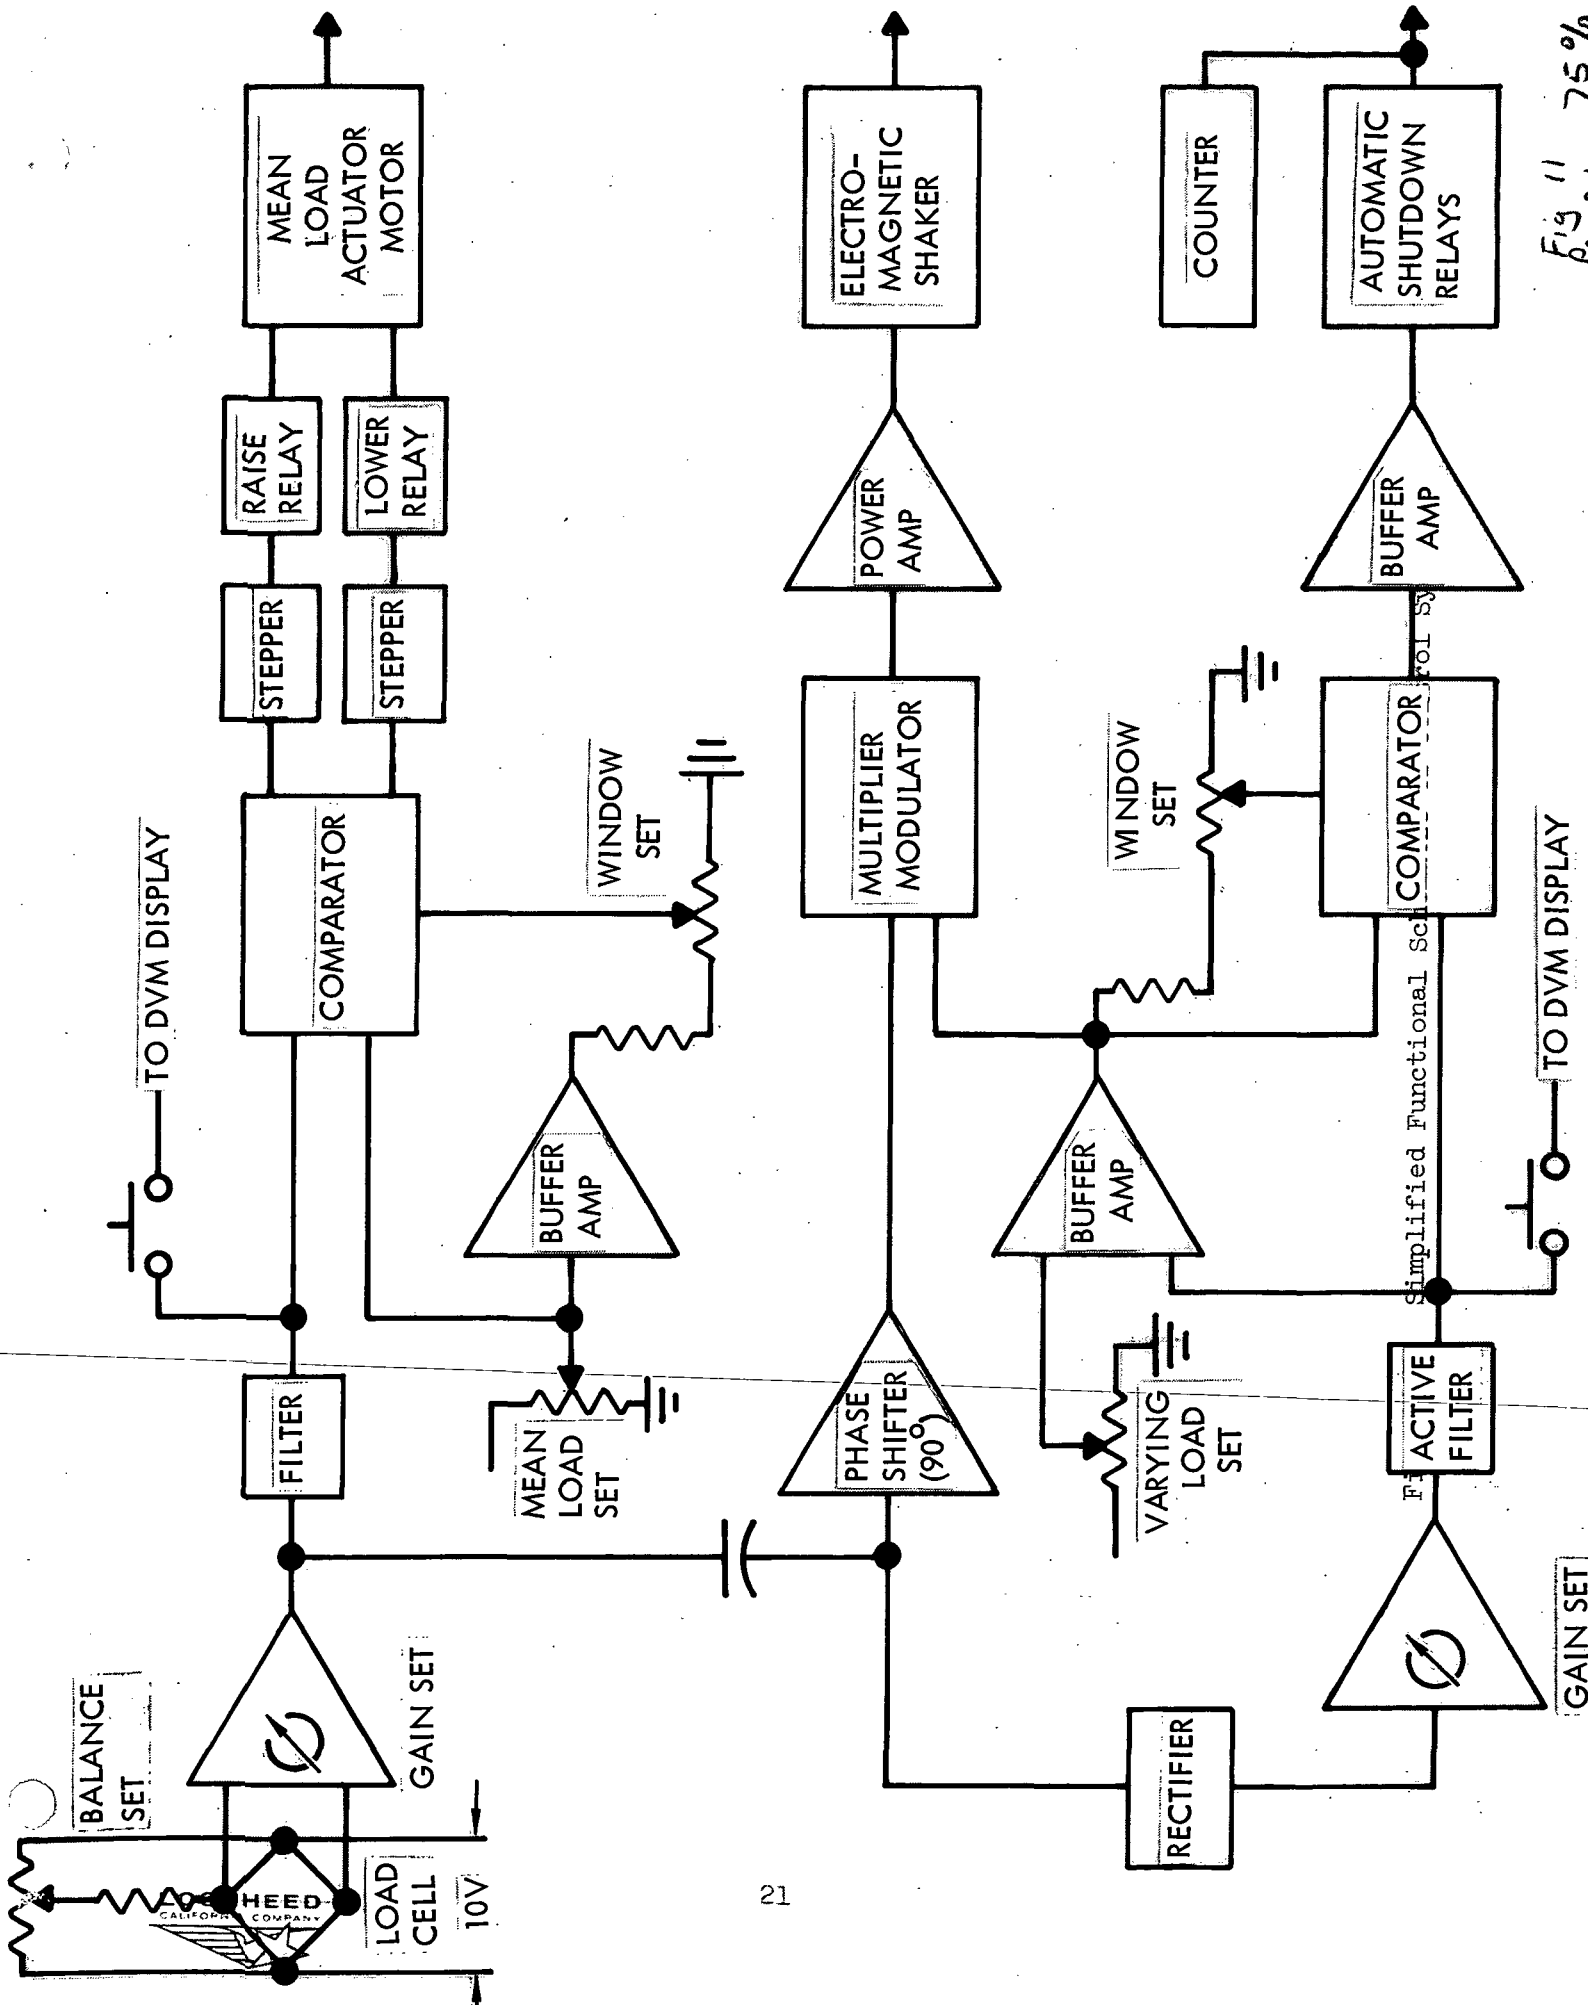 BALANCE
SET
LOCKHEED
CALIFORNIA COMPANY
LOAD
CELL
10V
GAIN SET
FILTER
TO DVM DISPLAY
MEAN
LOAD
SET
BUFFER
AMP
COMPARATOR
WINDOW
SET
STEPPER
STEPPER
RAISE
RELAY
LOWER
RELAY
MEAN
LOAD
ACTUATOR
MOTOR
PHASE
SHIFTER
(90°)
MULTIPLIER
MODULATOR
POWER
AMP
ELECTRO-
MAGNETIC
SHAKER
RECTIFIER
GAIN SET
ACTIVE
FILTER
VARYING
LOAD
SET
BUFFER
AMP
WINDOW
SET
COMPARATOR
TO DVM DISPLAY
BUFFER
AMP
COUNTER
AUTOMATIC
SHUTDOWN
RELAYS
Simplified Functional
Fig 11 75%
21